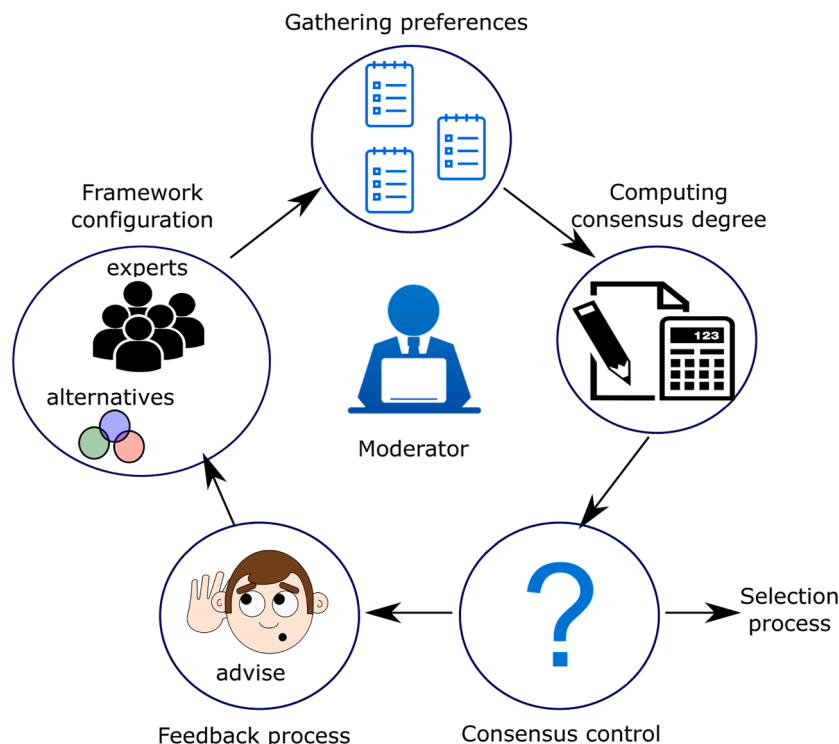 Gathering preferences
Framework
configuration
experts
alternatives
Computing
consensus degree
123
Moderator
Selection
process
advise
Feedback process
Consensus control
?